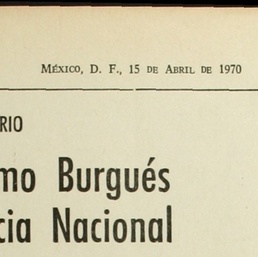 MÉXICO, D. F., 15 DE ABRIL DE 1970
RIO
mo Burgués
cia Nacional